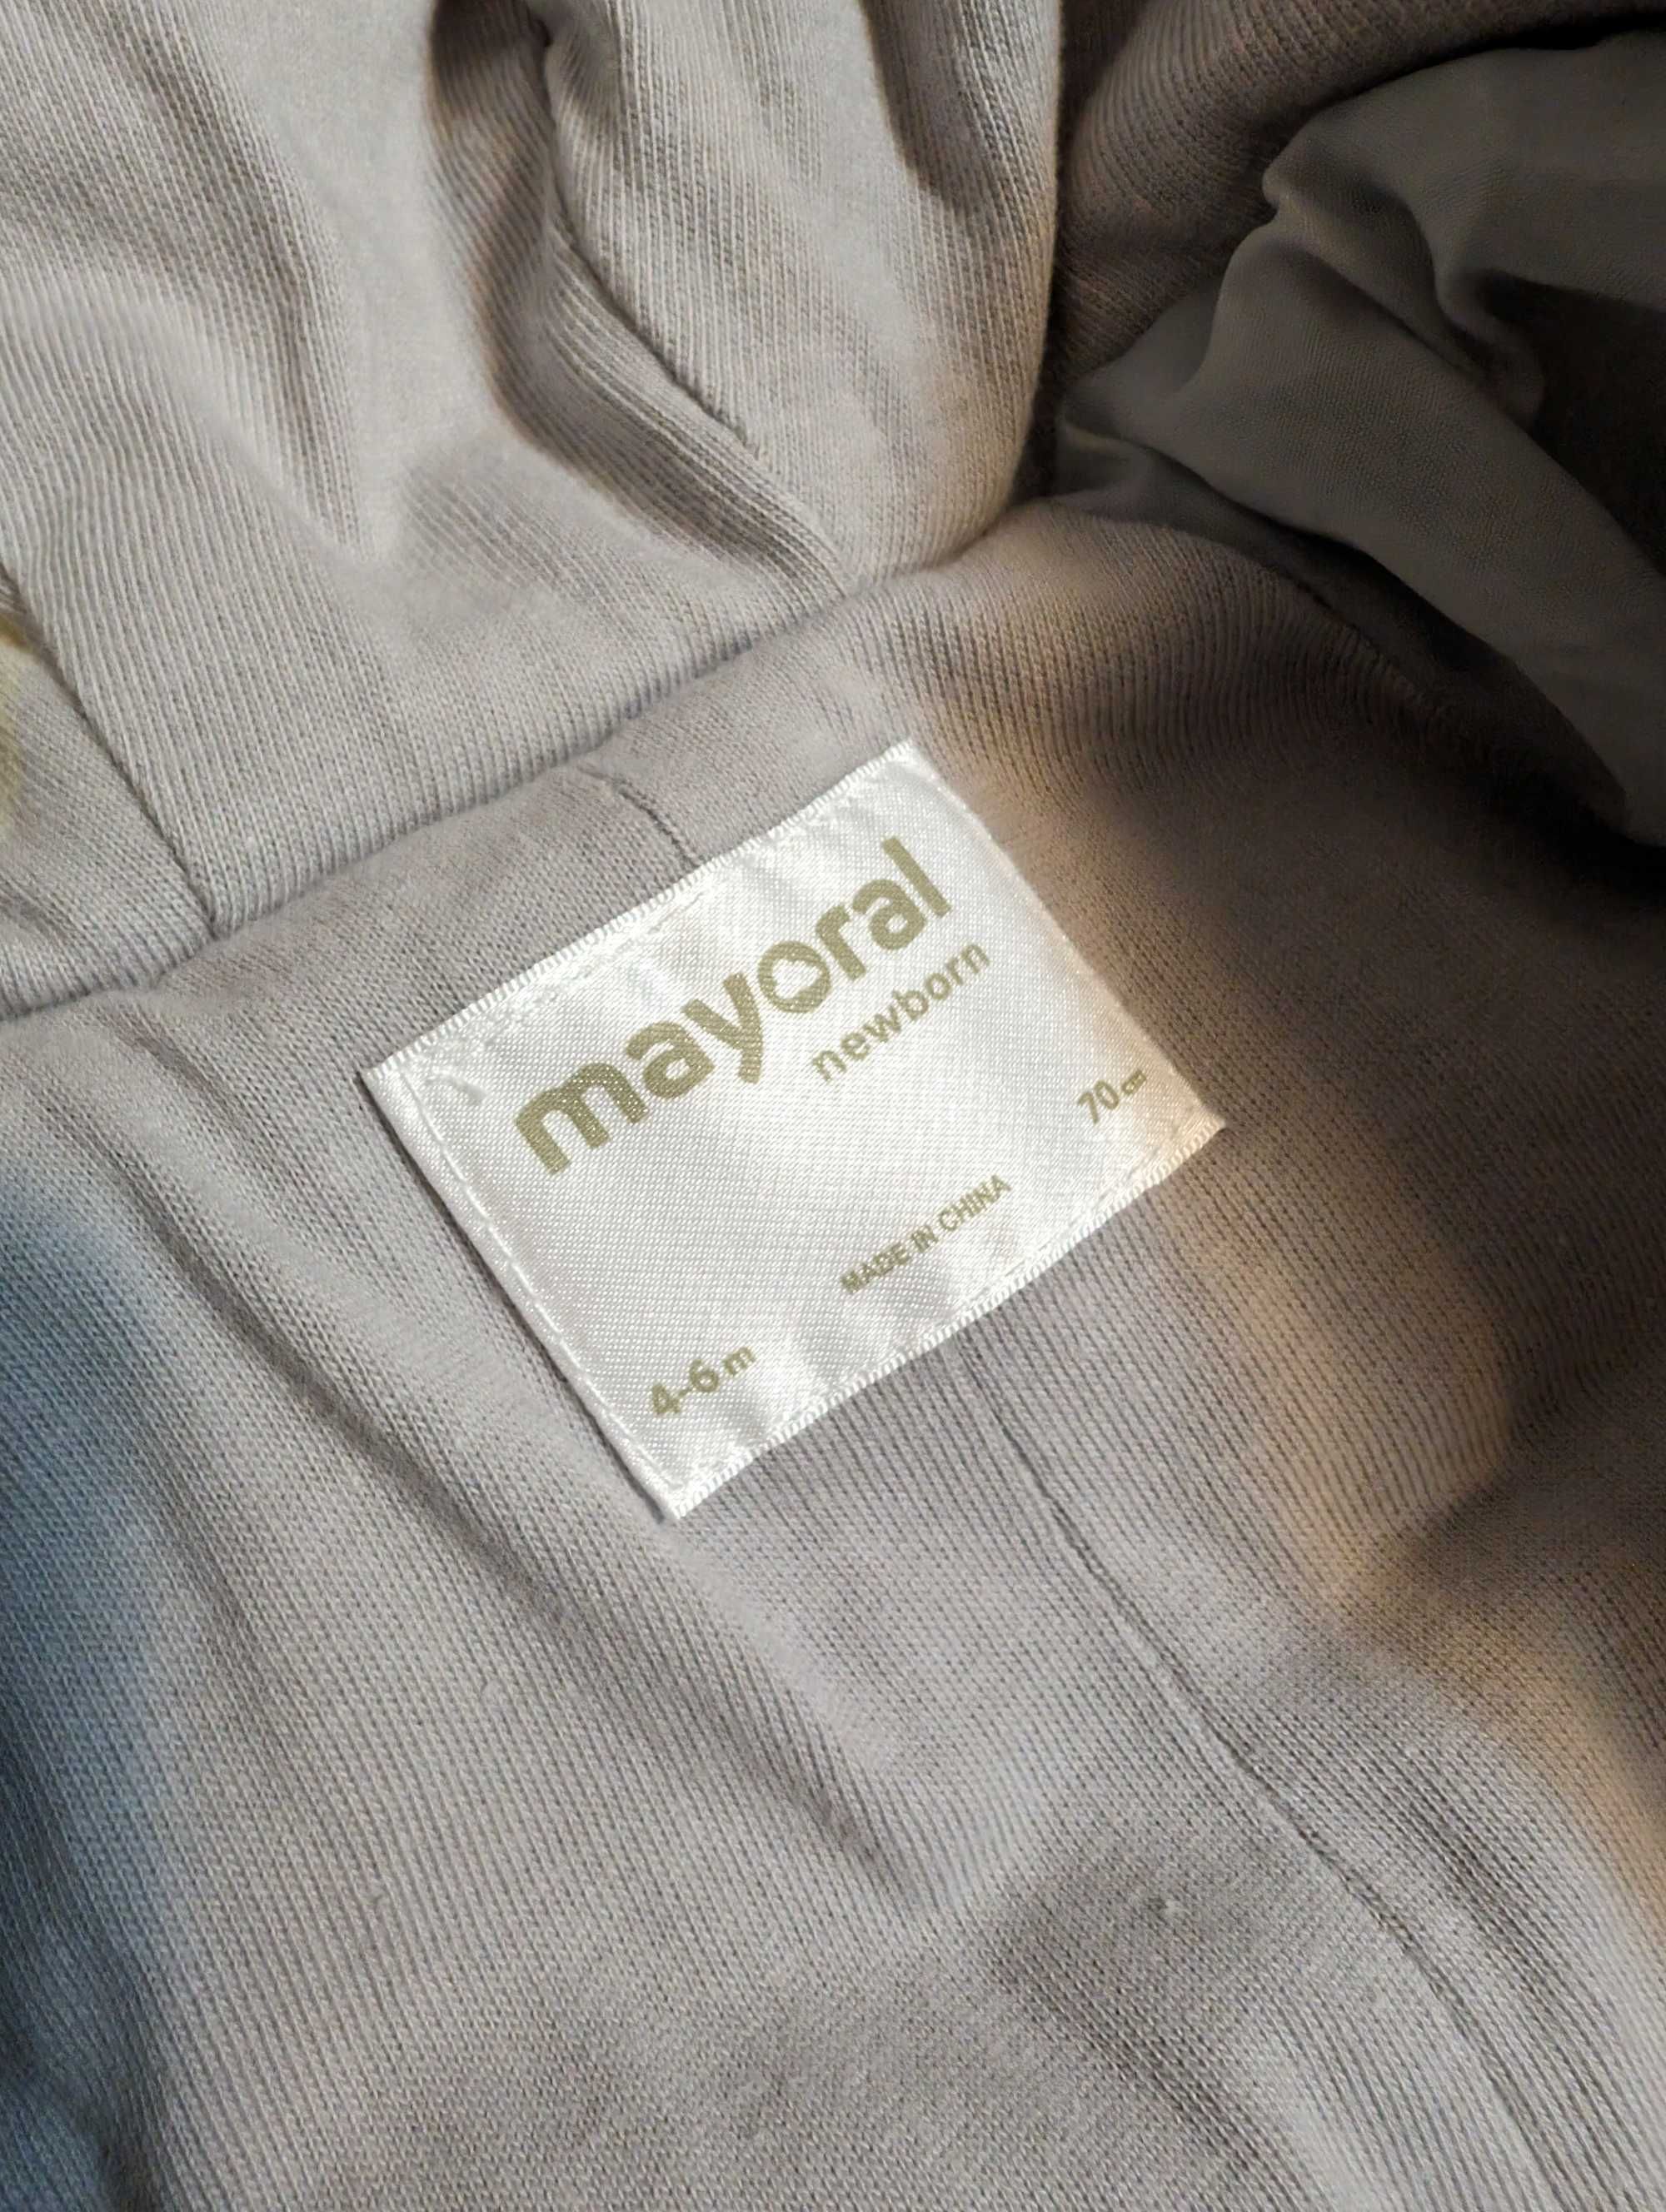 mayoral
newborn
4-6 m
70 cm
MADE IN CHINA